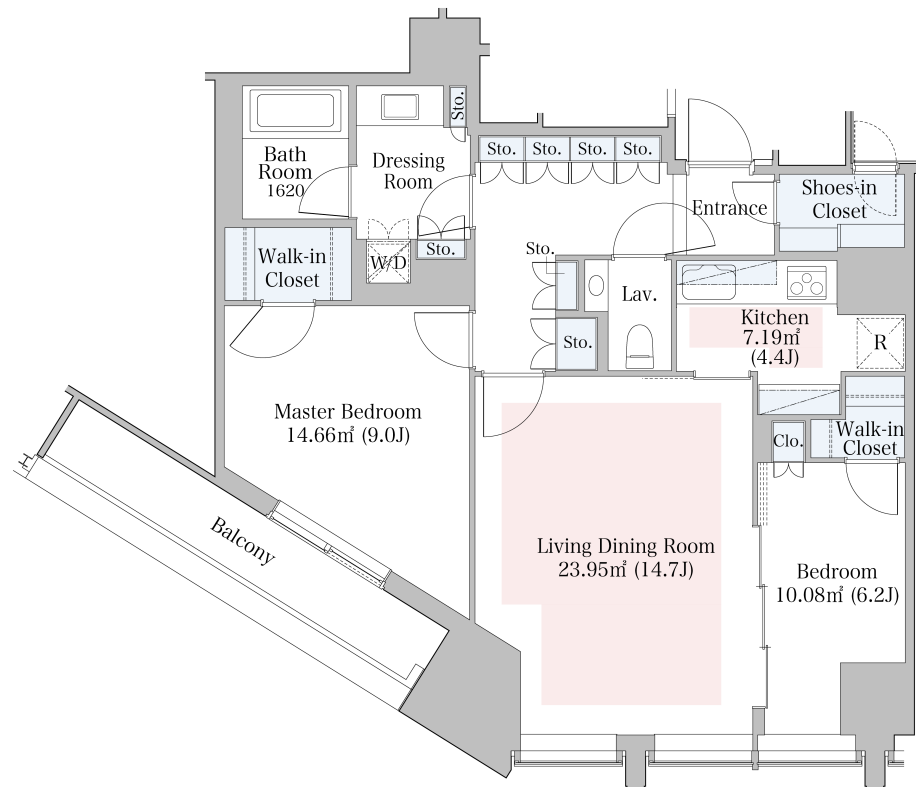 Sto.
Sto.
Sto.
Sto.
Sto.
Bath
Room
1620
Dressing
Room
Shoes-in
Closet
Entrance
Walk-in
Closet
W/D
Sto.
Sto.
Lav.
Kitchen
7.19㎡
(4.4J)
R
Sto.
Master Bedroom
14.66㎡ (9.0J)
Clo.
Walk-in
Closet
Balcony
Living Dining Room
23.95㎡ (14.7J)
Bedroom
10.08㎡ (6.2J)